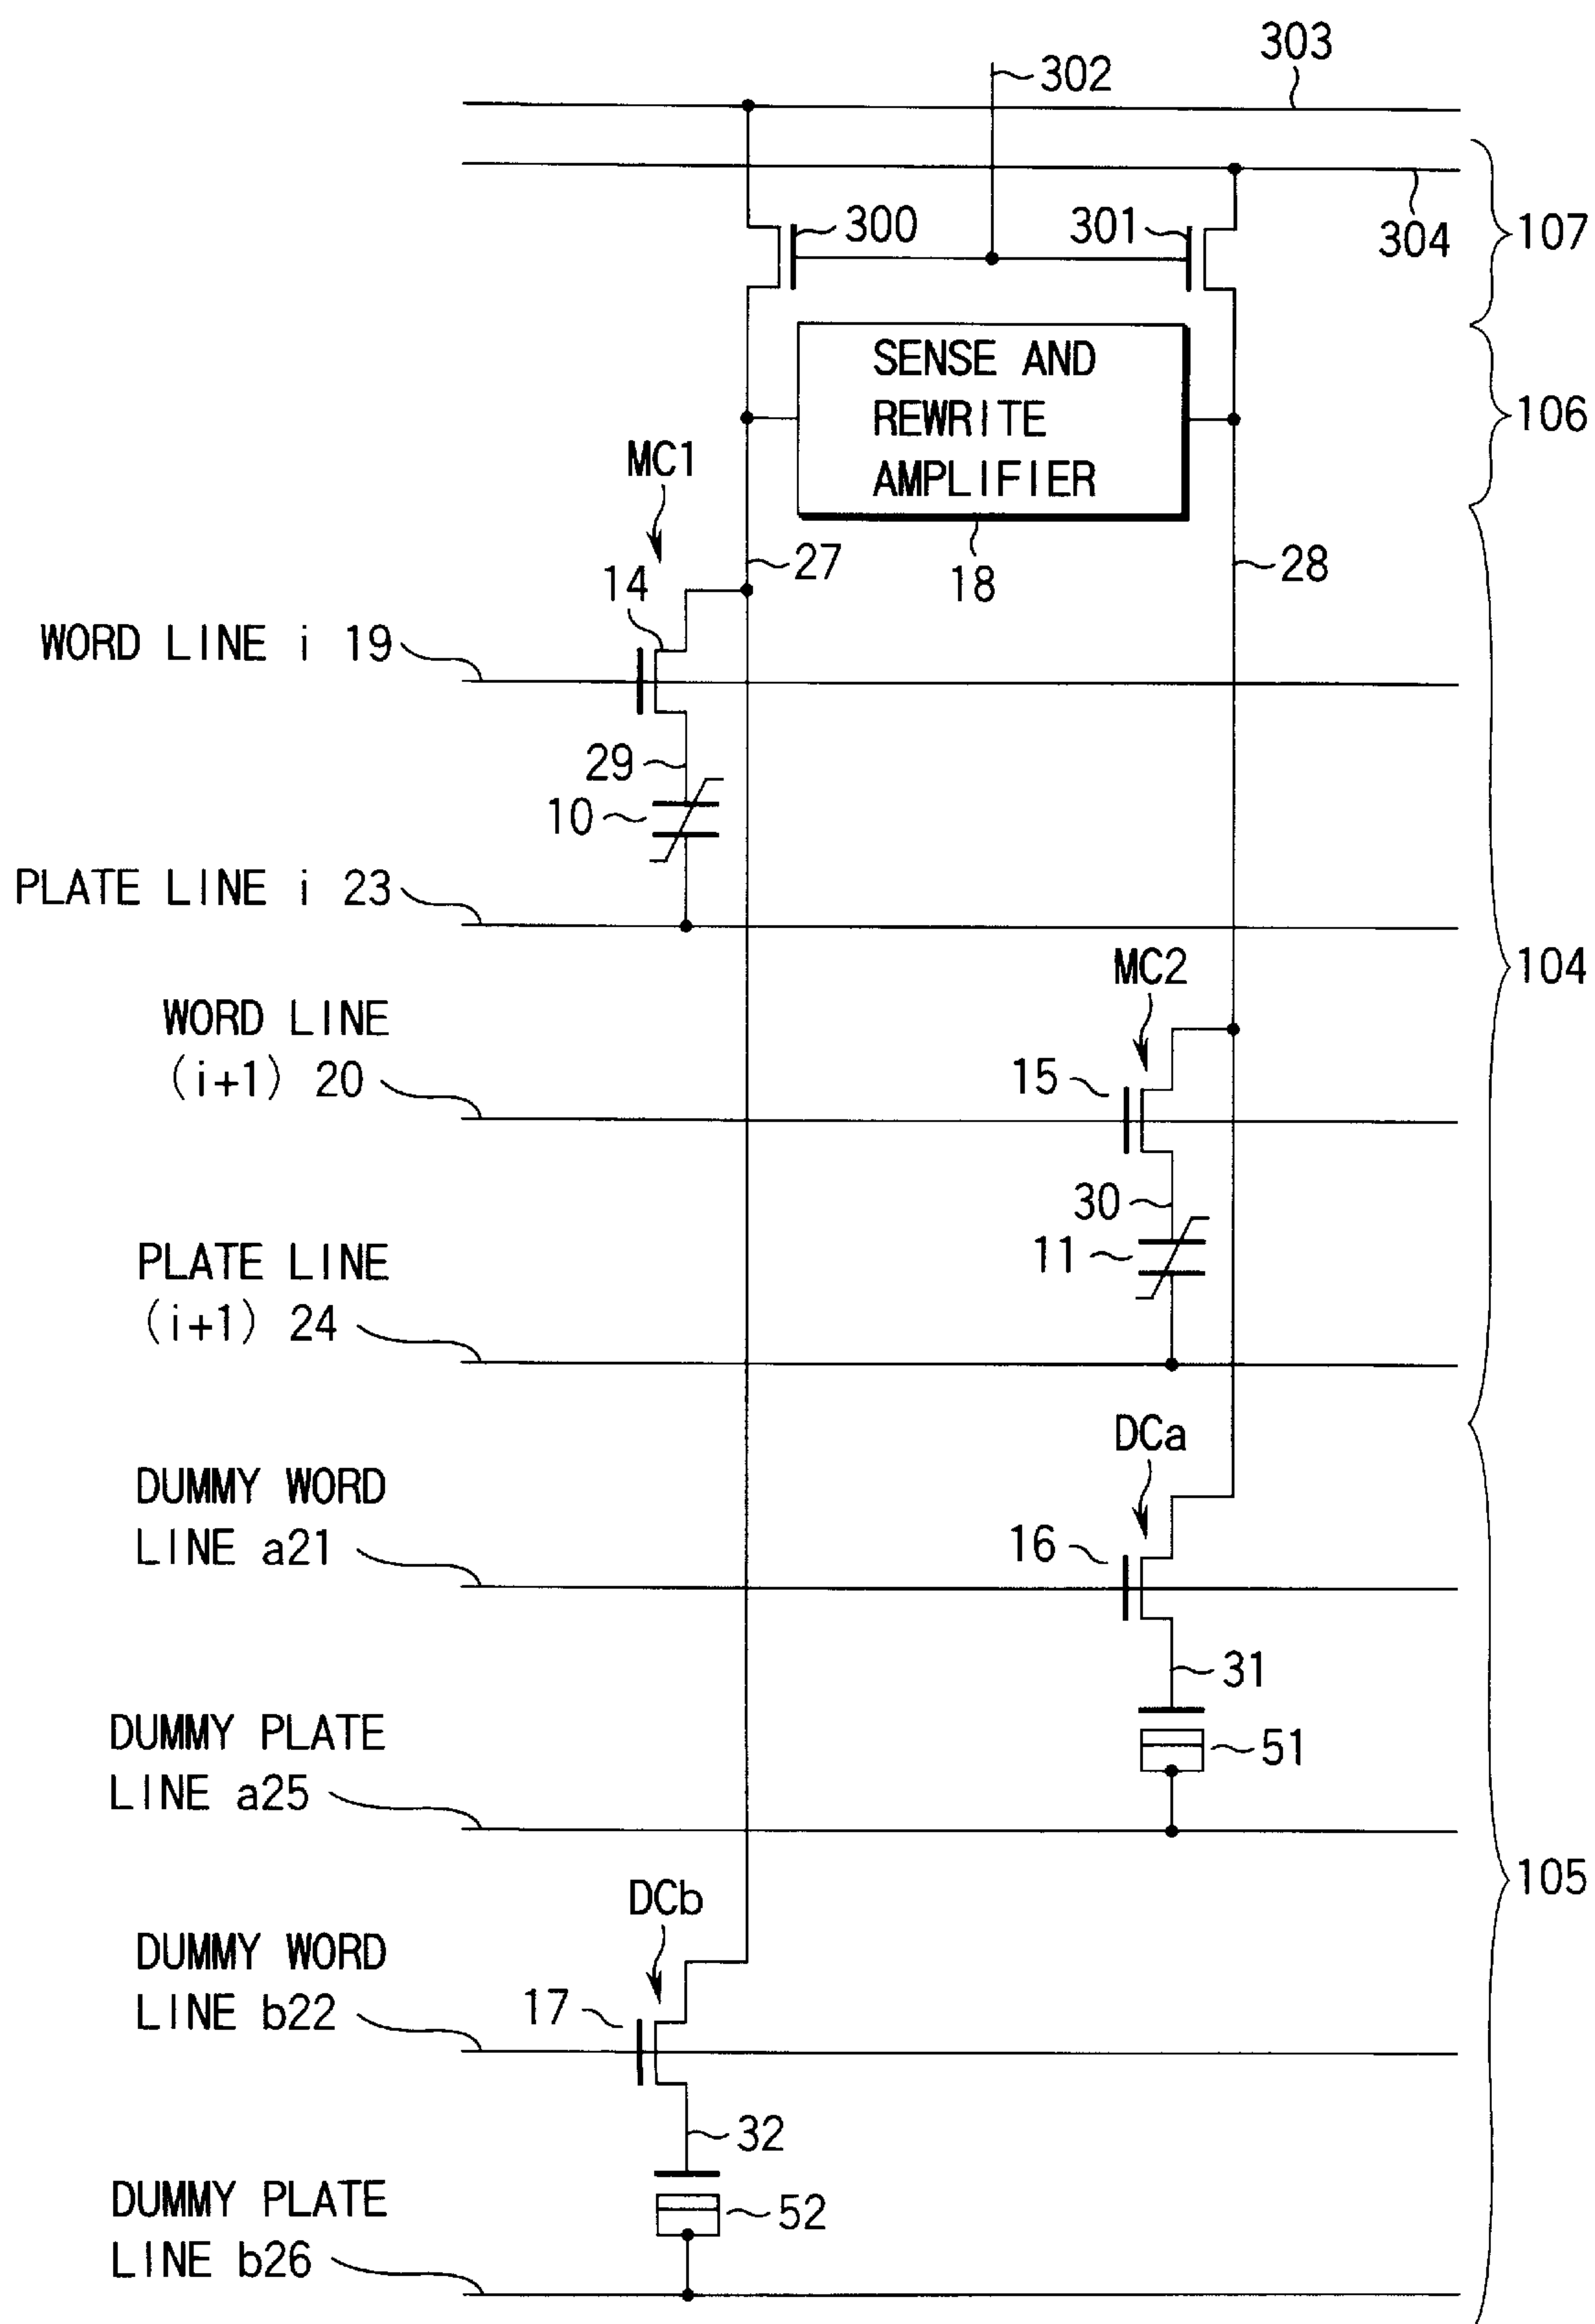 303
302
300
301
304
107
SENSE AND
REWRITE
AMPLIFIER
106
MC1
27
18
28
14
WORD LINE i 19
29
10
PLATE LINE i 23
104
MC2
WORD LINE
(i+1) 20
15
30
11
PLATE LINE
(i+1) 24
DCa
DUMMY WORD
LINE a21
16
31
DUMMY PLATE
LINE a25
51
105
DCb
DUMMY WORD
LINE b22
17
32
DUMMY PLATE
LINE b26
52